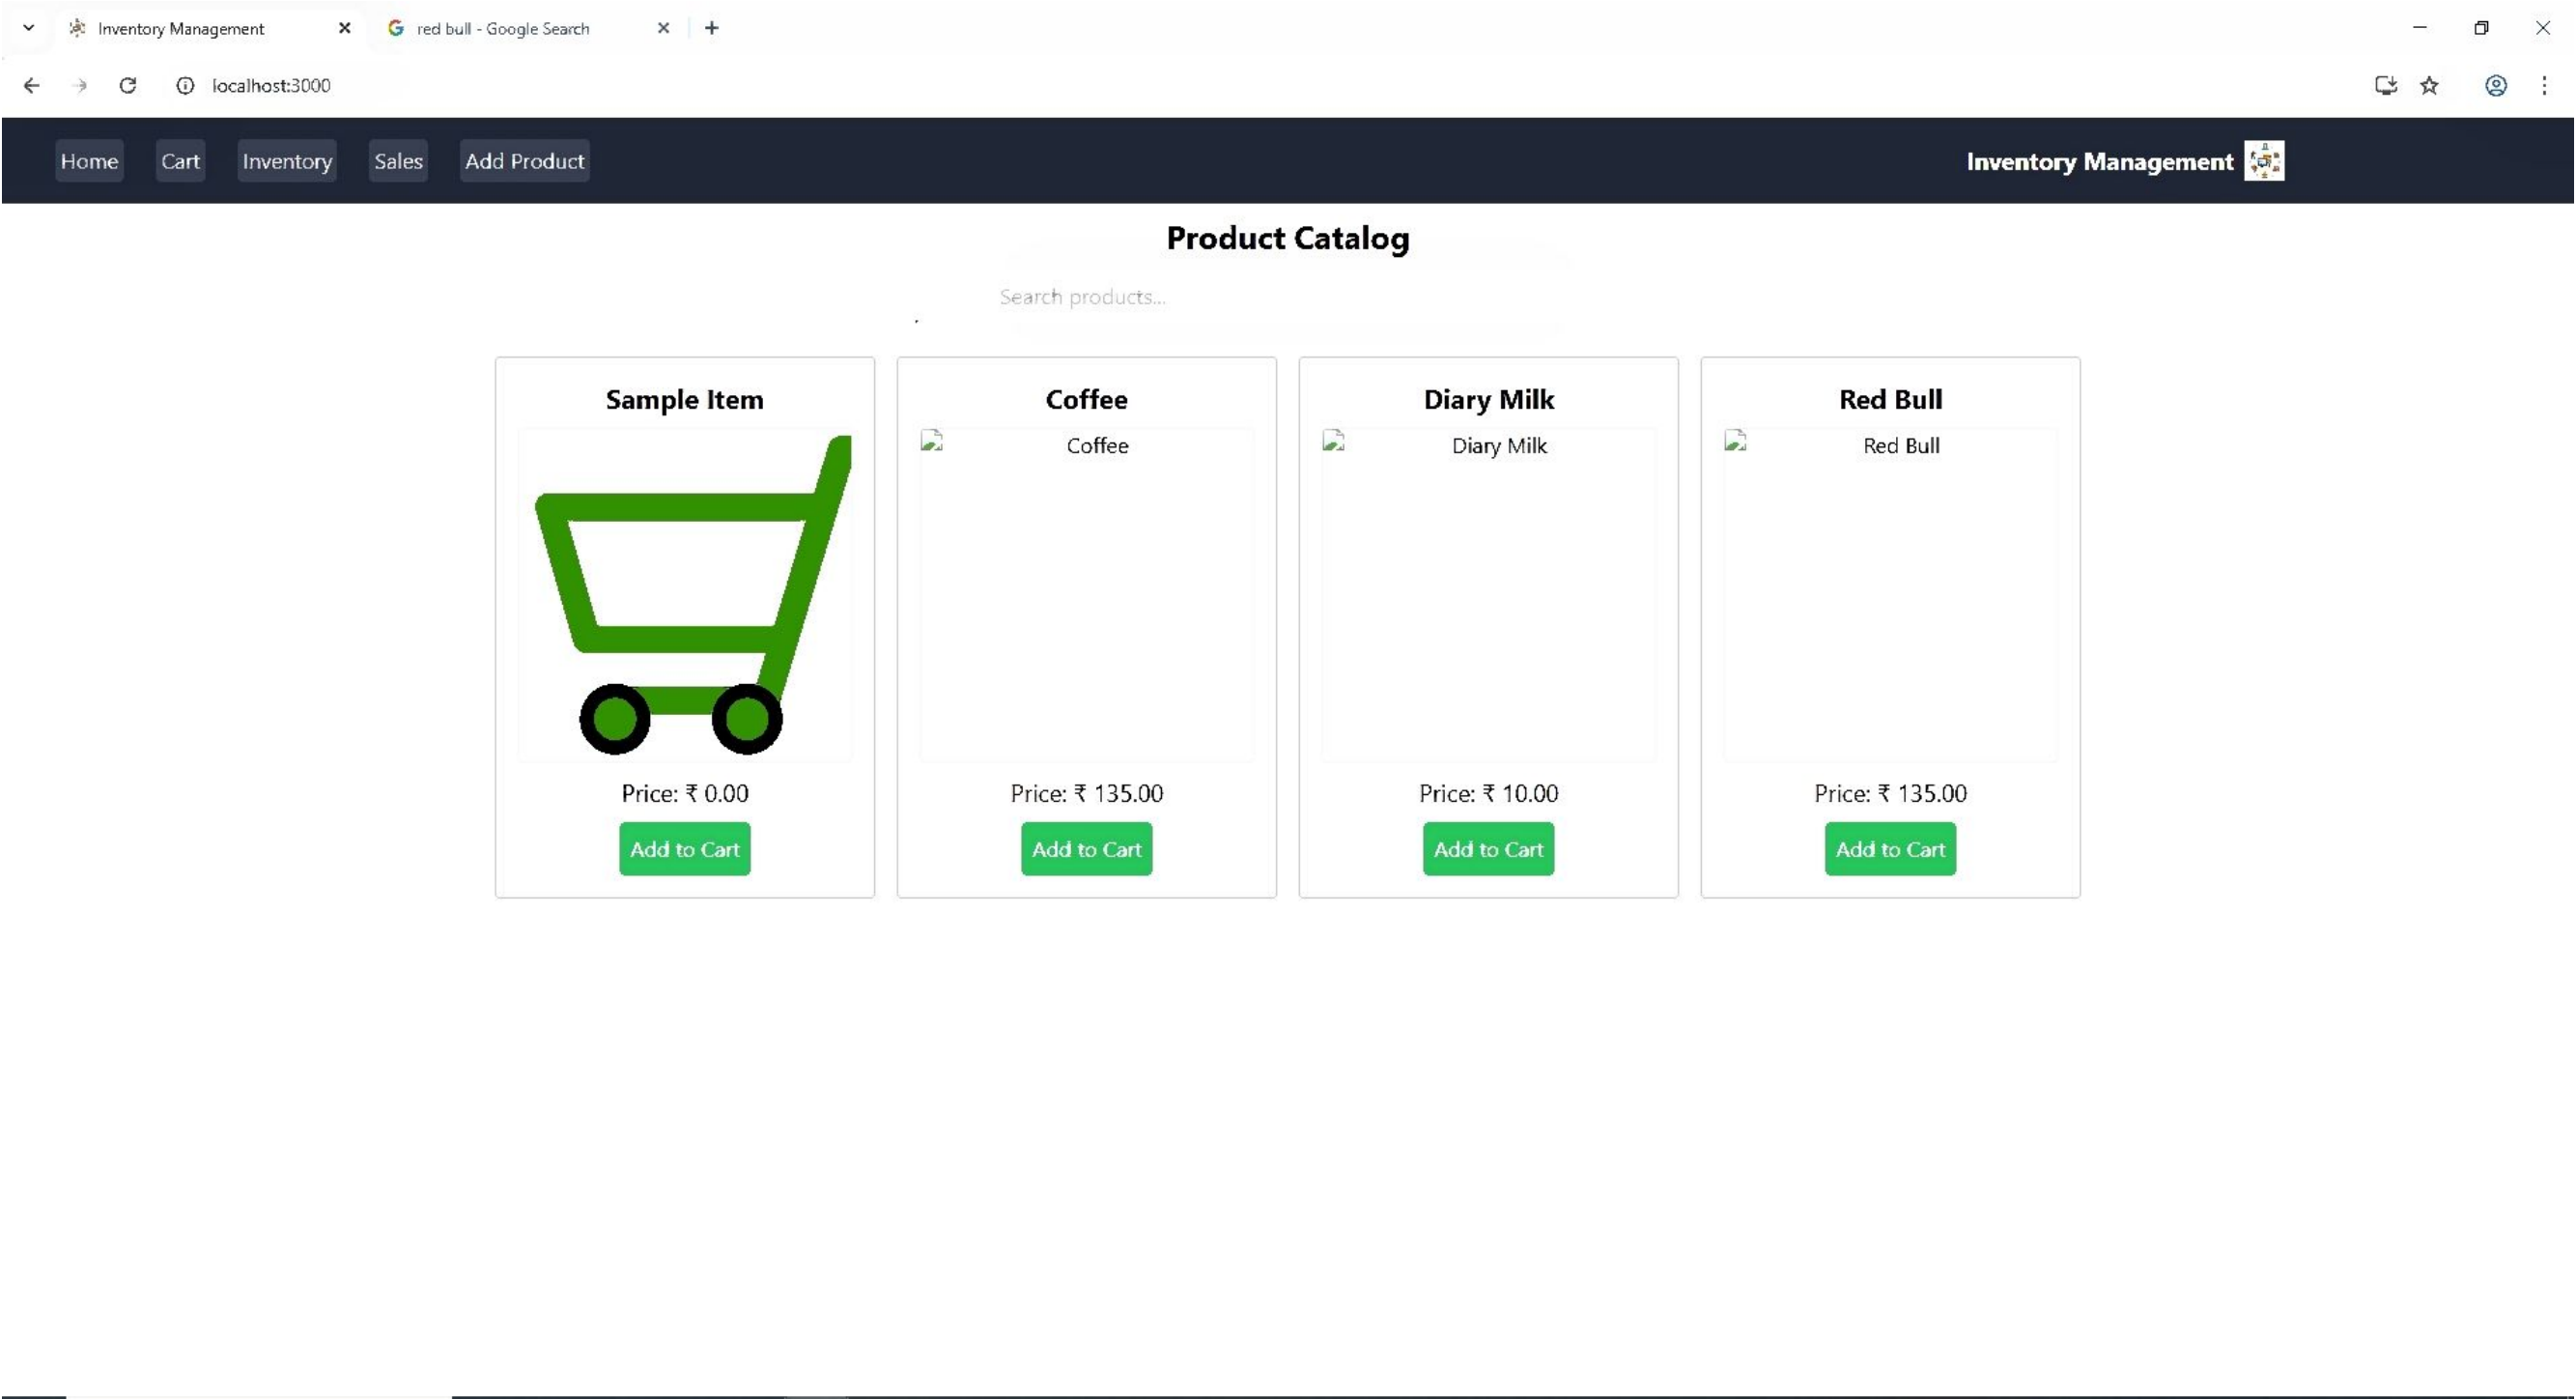 Inventory Management
red bull - Google Search
localhost:3000
Home Cart Inventory Sales Add Product Inventory Management
Product Catalog
Search products...
Sample Item Coffee Diary Milk Red Bull
Coffee Diary Milk Red Bull
Price: ₹ 0.00 Price: ₹ 135.00 Price: ₹ 10.00 Price: ₹ 135.00
Add to Cart Add to Cart Add to Cart Add to Cart